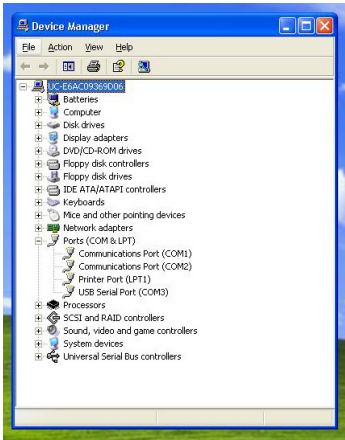 Device Manager
File Action View Help
UC-E6AC09369D06
Batteries
Computer
Disk drives
Display adapters
DVD/CD-ROM drives
Floppy disk controllers
Floppy disk drives
IDE ATA/ATAPI controllers
Keyboards
Mice and other pointing devices
Network adapters
Ports (COM & LPT)
Communications Port (COM1)
Communications Port (COM2)
Printer Port (LPT1)
USB Serial Port (COM3)
Processors
SCSI and RAID controllers
Sound, video and game controllers
System devices
Universal Serial Bus controllers